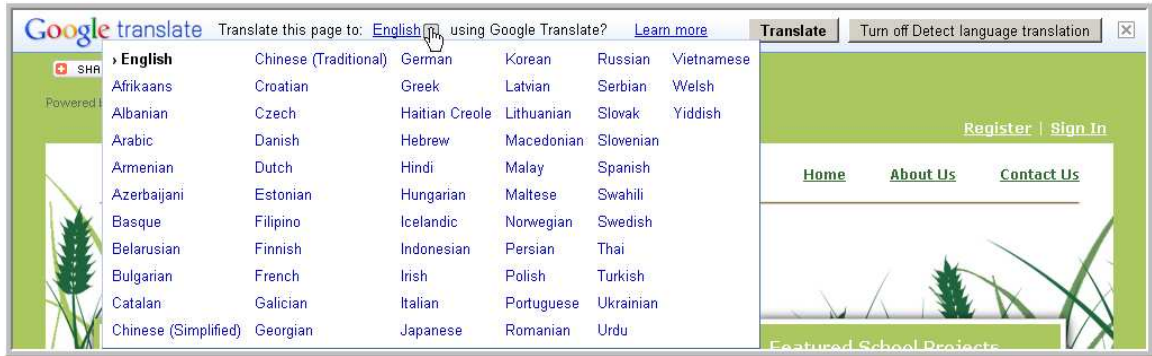 Google translate Translate this page to: English using Google Translate? Learn more Translate Turn off Detect language translation
› English Chinese (Traditional) German Korean Russian Vietnamese
SHA
Afrikaans Croatian Greek Latvian Serbian Welsh
Powered
Albanian Czech Haitian Creole Lithuanian Slovak Yiddish
Register | Sign In
Arabic Danish Hebrew Macedonian Slovenian
Armenian Dutch Hindi Malay Spanish
Home About Us Contact Us
Azerbaijani Estonian Hungarian Maltese Swahili
Basque Filipino Icelandic Norwegian Swedish
Belarusian Finnish Indonesian Persian Thai
Bulgarian French Irish Polish Turkish
Catalan Galician Italian Portuguese Ukrainian
Chinese (Simplified) Georgian Japanese Romanian Urdu
Featured School Projects